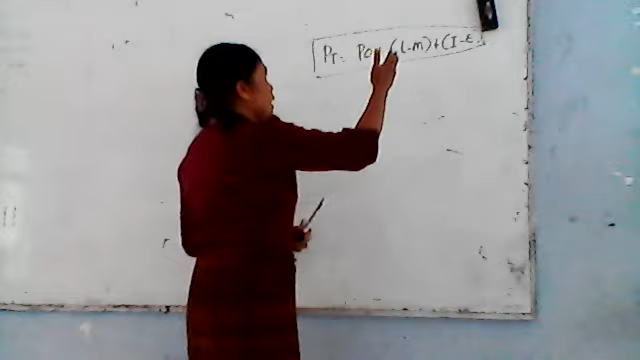 Pr = Po + (L-M)+(I-E)